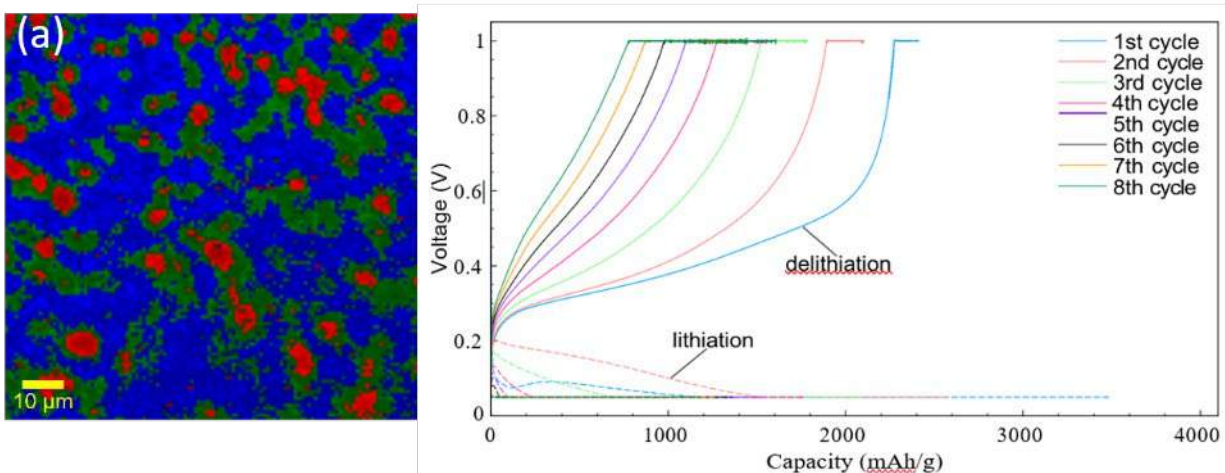 (a)
10 µm
Voltage (V)
1
0.8
0.6
0.4
0.2
0
0
1000
2000
3000
4000
Capacity (mAh/g)
delithiation
lithiation
1st cycle
2nd cycle
3rd cycle
4th cycle
5th cycle
6th cycle
7th cycle
8th cycle